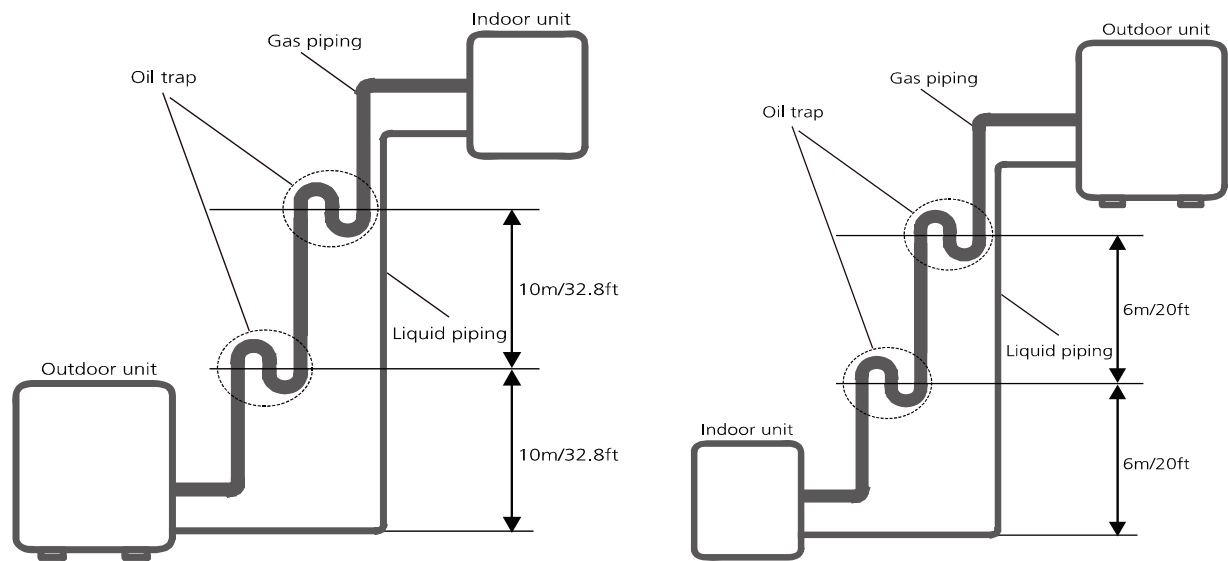 Indoor unit
Gas piping
Oil trap
10m/32.8ft
Liquid piping
Outdoor unit
10m/32.8ft
Outdoor unit
Gas piping
Oil trap
6m/20ft
Liquid piping
Indoor unit
6m/20ft